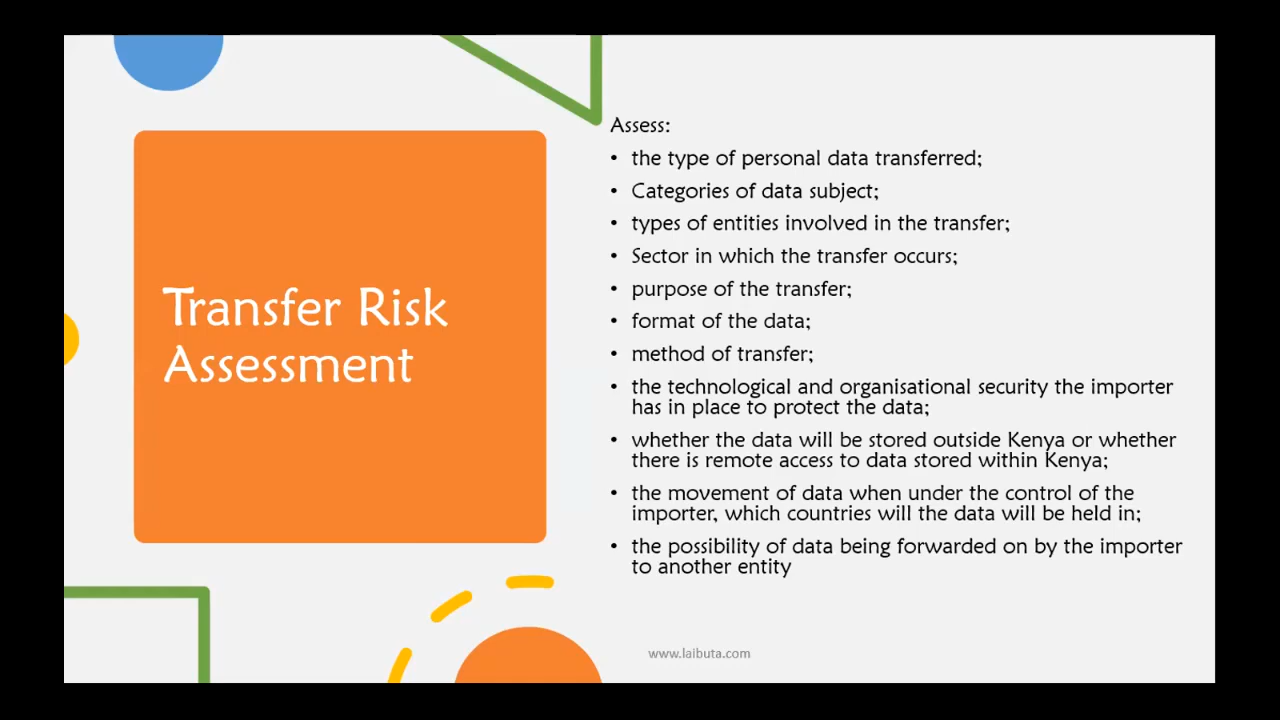 Transfer Risk
Assessment
Assess:
• the type of personal data transferred;
• Categories of data subject;
• types of entities involved in the transfer;
• Sector in which the transfer occurs;
• purpose of the transfer;
• format of the data;
• method of transfer;
• the technological and organisational security the importer
has in place to protect the data;
• whether the data will be stored outside Kenya or whether
there is remote access to data stored within Kenya;
• the movement of data when under the control of the
importer, which countries will the data will be held in;
• the possibility of data being forwarded on by the importer
to another entity
www.laibuta.com